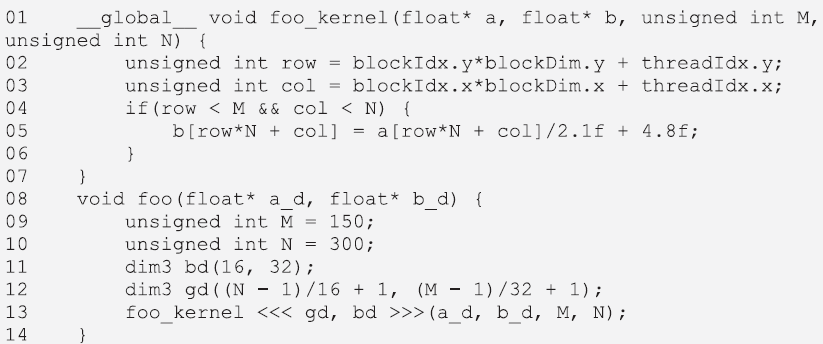 01    __global__ void foo_kernel(float* a, float* b, unsigned int M,
unsigned int N) {
02        unsigned int row = blockIdx.y*blockDim.y + threadIdx.y;
03        unsigned int col = blockIdx.x*blockDim.x + threadIdx.x;
04        if(row < M && col < N) {
05            b[row*N + col] = a[row*N + col]/2.1f + 4.8f;
06        }
07    }
08    void foo(float* a_d, float* b_d) {
09        unsigned int M = 150;
10        unsigned int N = 300;
11        dim3 bd(16, 32);
12        dim3 gd((N − 1)/16 + 1, (M − 1)/32 + 1);
13        foo_kernel <<< gd, bd >>>(a_d, b_d, M, N);
14    }